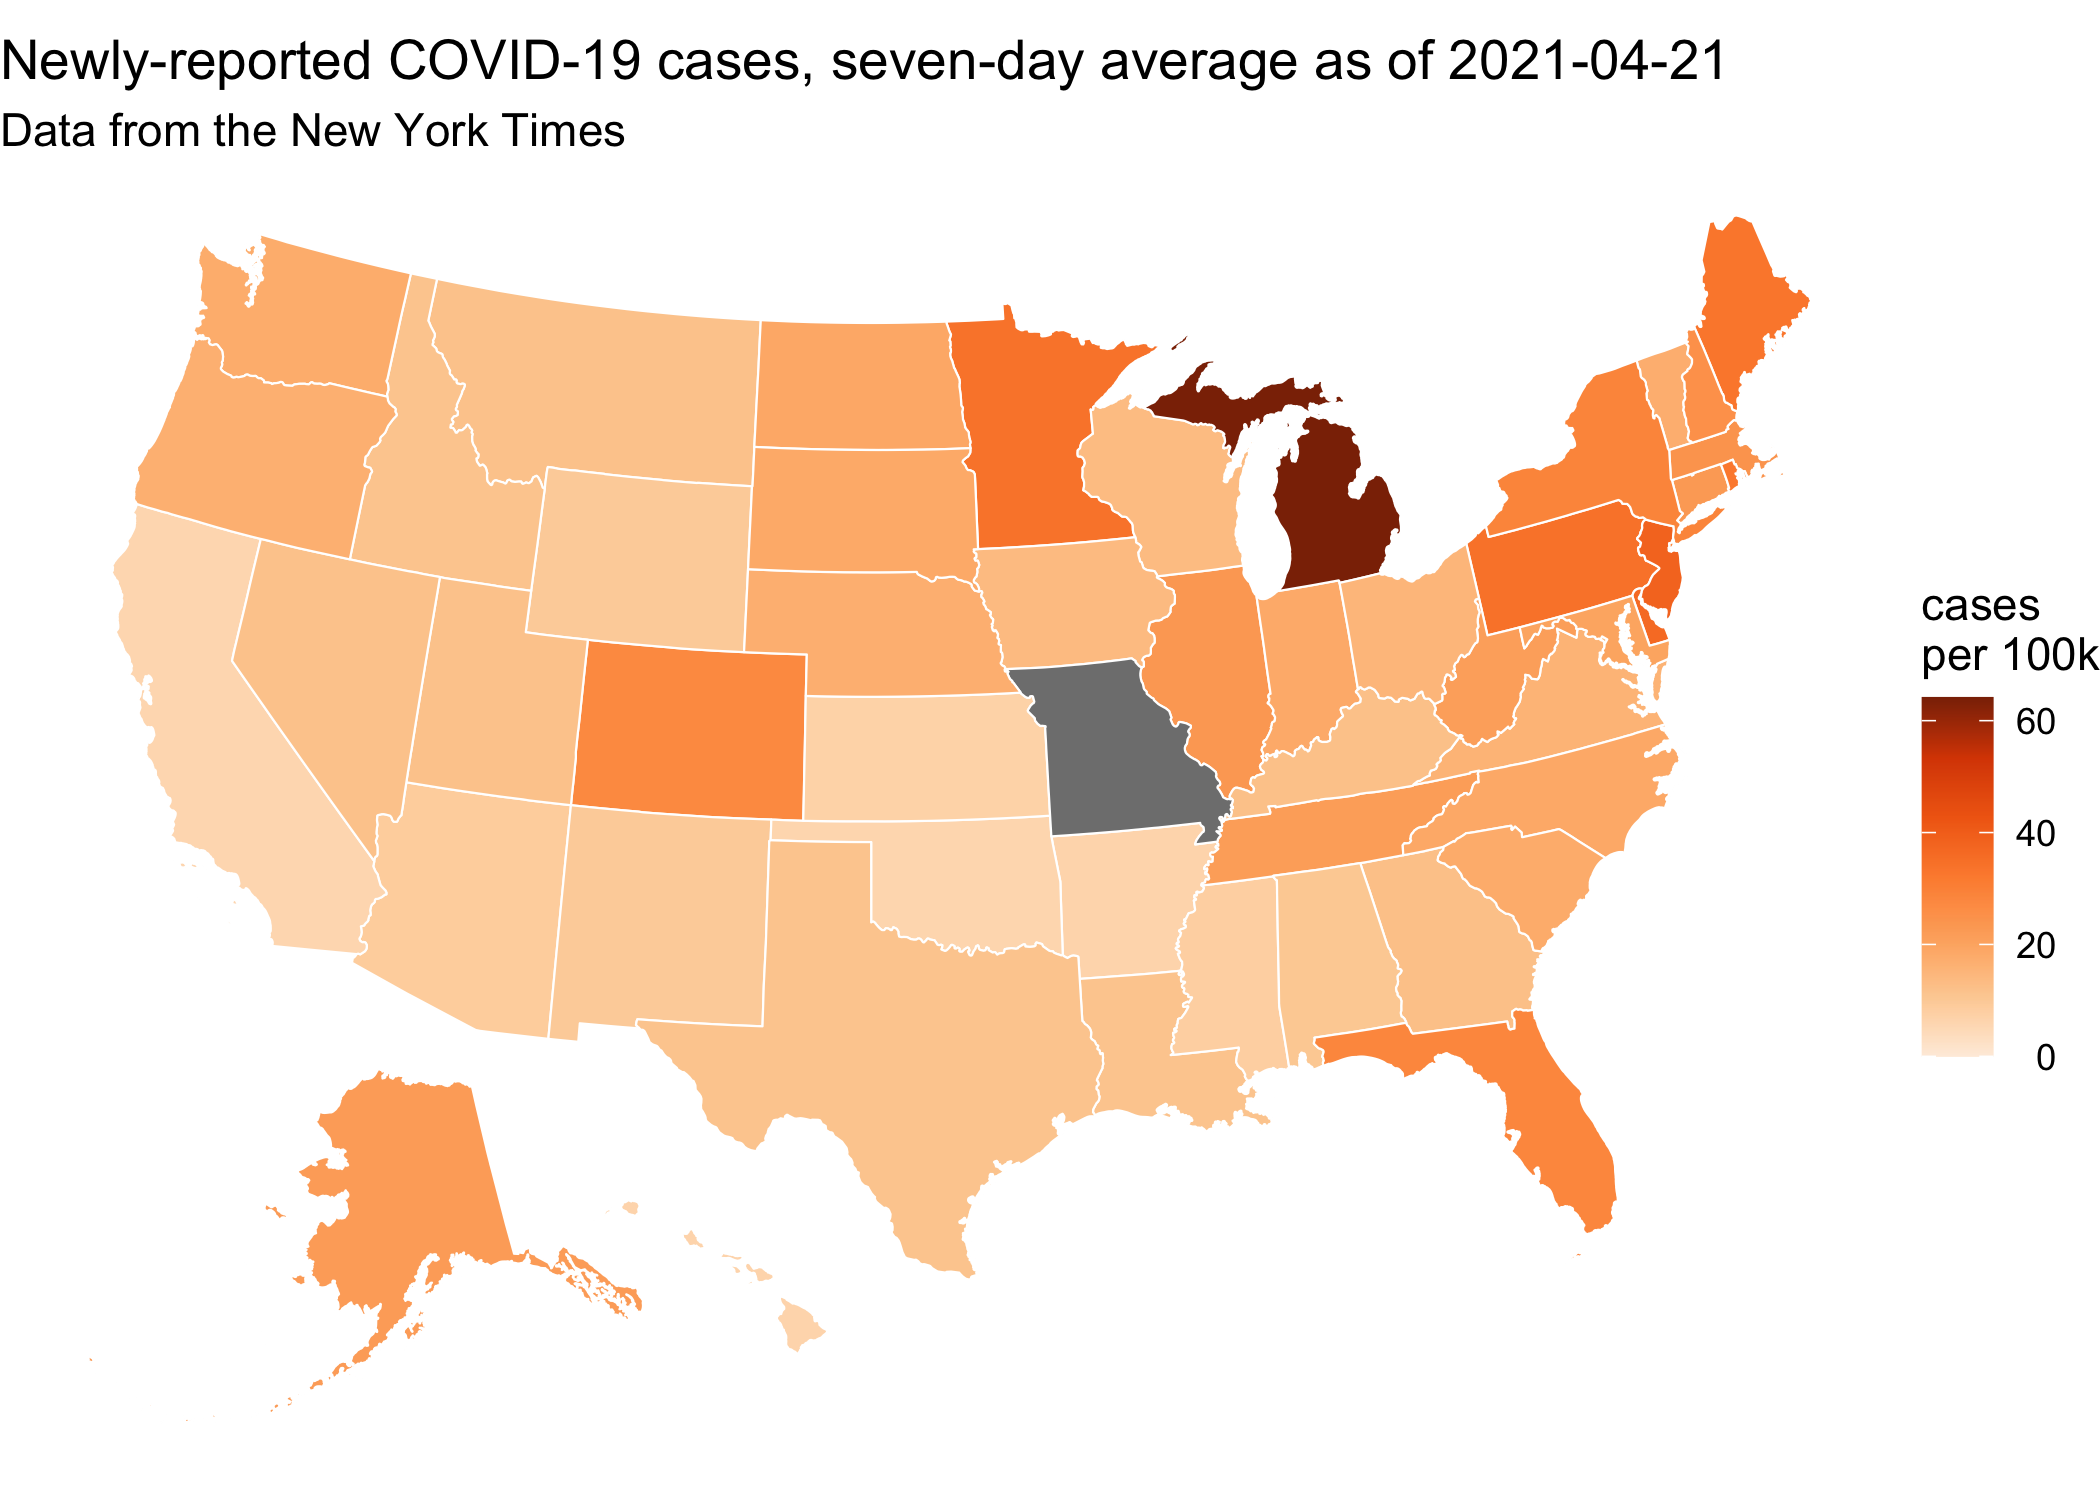 Newly-reported COVID-19 cases, seven-day average as of 2021-04-21
Data from the New York Times
cases
per 100k
60
40
20
0